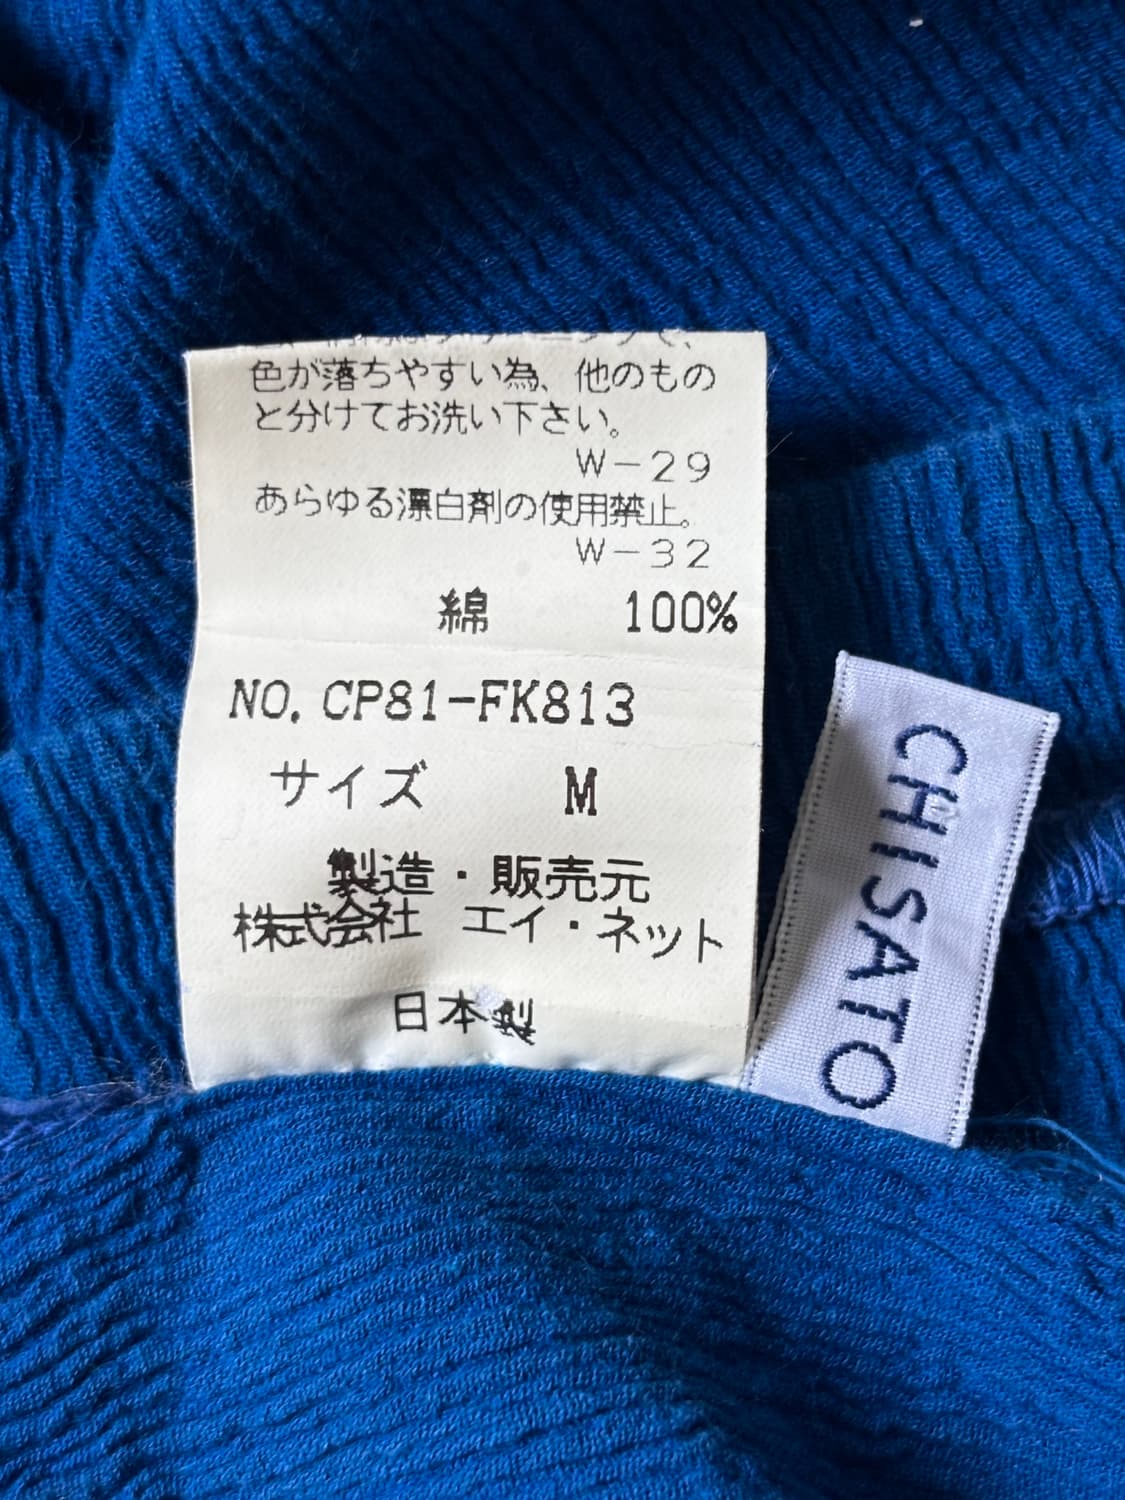 色が落ちやすい為、他のもの
と分けてお洗い下さい。
W-29
あらゆる漂白剤の使用禁止。
W-32
綿 100%
NO. CP81-FK813
サイズ M
製造・販売元
株式会社 エイ・ネット
日本製
CHISATO